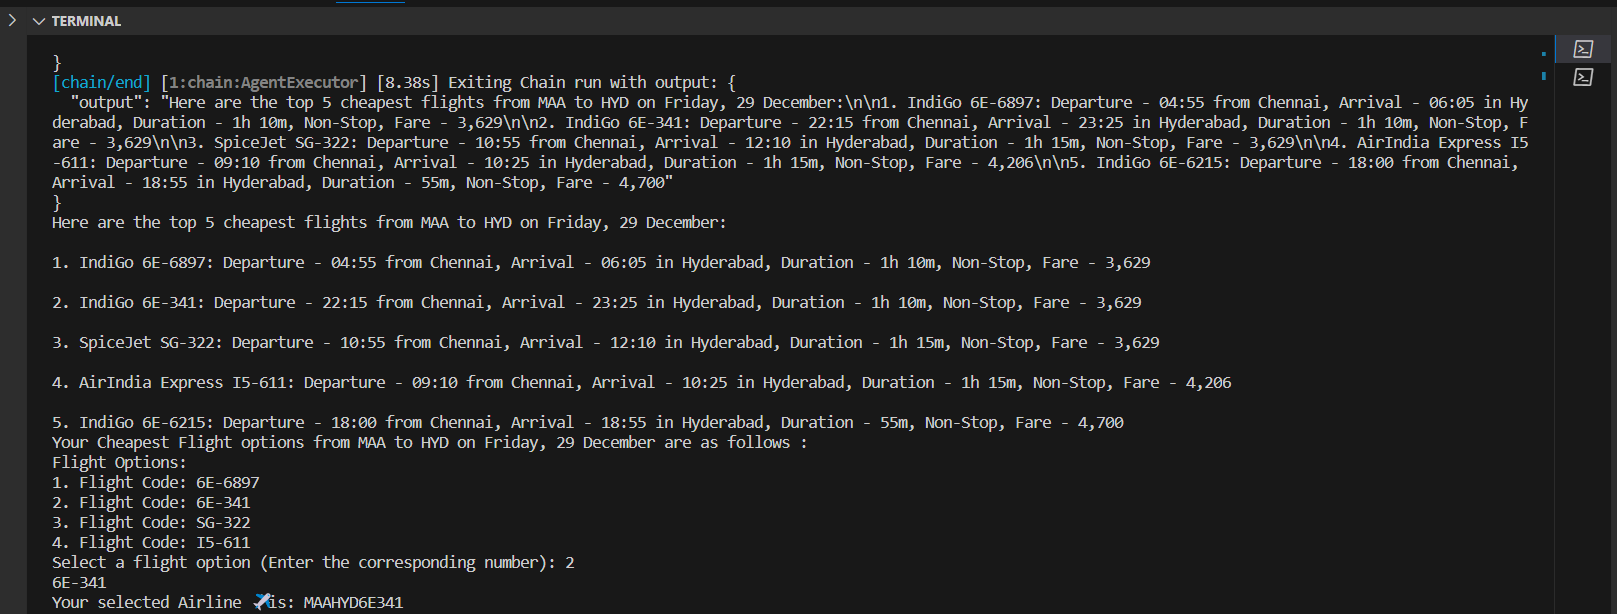 TERMINAL
}
[chain/end] [1:chain:AgentExecutor] [8.38s] Exiting Chain run with output: {
  "output": "Here are the top 5 cheapest flights from MAA to HYD on Friday, 29 December:\n\n1. IndiGo 6E-6897: Departure - 04:55 from Chennai, Arrival - 06:05 in Hy
derabad, Duration - 1h 10m, Non-Stop, Fare - 3,629\n\n2. IndiGo 6E-341: Departure - 22:15 from Chennai, Arrival - 23:25 in Hyderabad, Duration - 1h 10m, Non-Stop, F
are - 3,629\n\n3. SpiceJet SG-322: Departure - 10:55 from Chennai, Arrival - 12:10 in Hyderabad, Duration - 1h 15m, Non-Stop, Fare - 3,629\n\n4. AirIndia Express I5
-611: Departure - 09:10 from Chennai, Arrival - 10:25 in Hyderabad, Duration - 1h 15m, Non-Stop, Fare - 4,206\n\n5. IndiGo 6E-6215: Departure - 18:00 from Chennai,
Arrival - 18:55 in Hyderabad, Duration - 55m, Non-Stop, Fare - 4,700"
}
Here are the top 5 cheapest flights from MAA to HYD on Friday, 29 December:
1. IndiGo 6E-6897: Departure - 04:55 from Chennai, Arrival - 06:05 in Hyderabad, Duration - 1h 10m, Non-Stop, Fare - 3,629
2. IndiGo 6E-341: Departure - 22:15 from Chennai, Arrival - 23:25 in Hyderabad, Duration - 1h 10m, Non-Stop, Fare - 3,629
3. SpiceJet SG-322: Departure - 10:55 from Chennai, Arrival - 12:10 in Hyderabad, Duration - 1h 15m, Non-Stop, Fare - 3,629
4. AirIndia Express I5-611: Departure - 09:10 from Chennai, Arrival - 10:25 in Hyderabad, Duration - 1h 15m, Non-Stop, Fare - 4,206
5. IndiGo 6E-6215: Departure - 18:00 from Chennai, Arrival - 18:55 in Hyderabad, Duration - 55m, Non-Stop, Fare - 4,700
Your Cheapest Flight options from MAA to HYD on Friday, 29 December are as follows :
Flight Options:
1. Flight Code: 6E-6897
2. Flight Code: 6E-341
3. Flight Code: SG-322
4. Flight Code: I5-611
Select a flight option (Enter the corresponding number): 2
6E-341
Your selected Airline ✈is: MAAHYD6E341